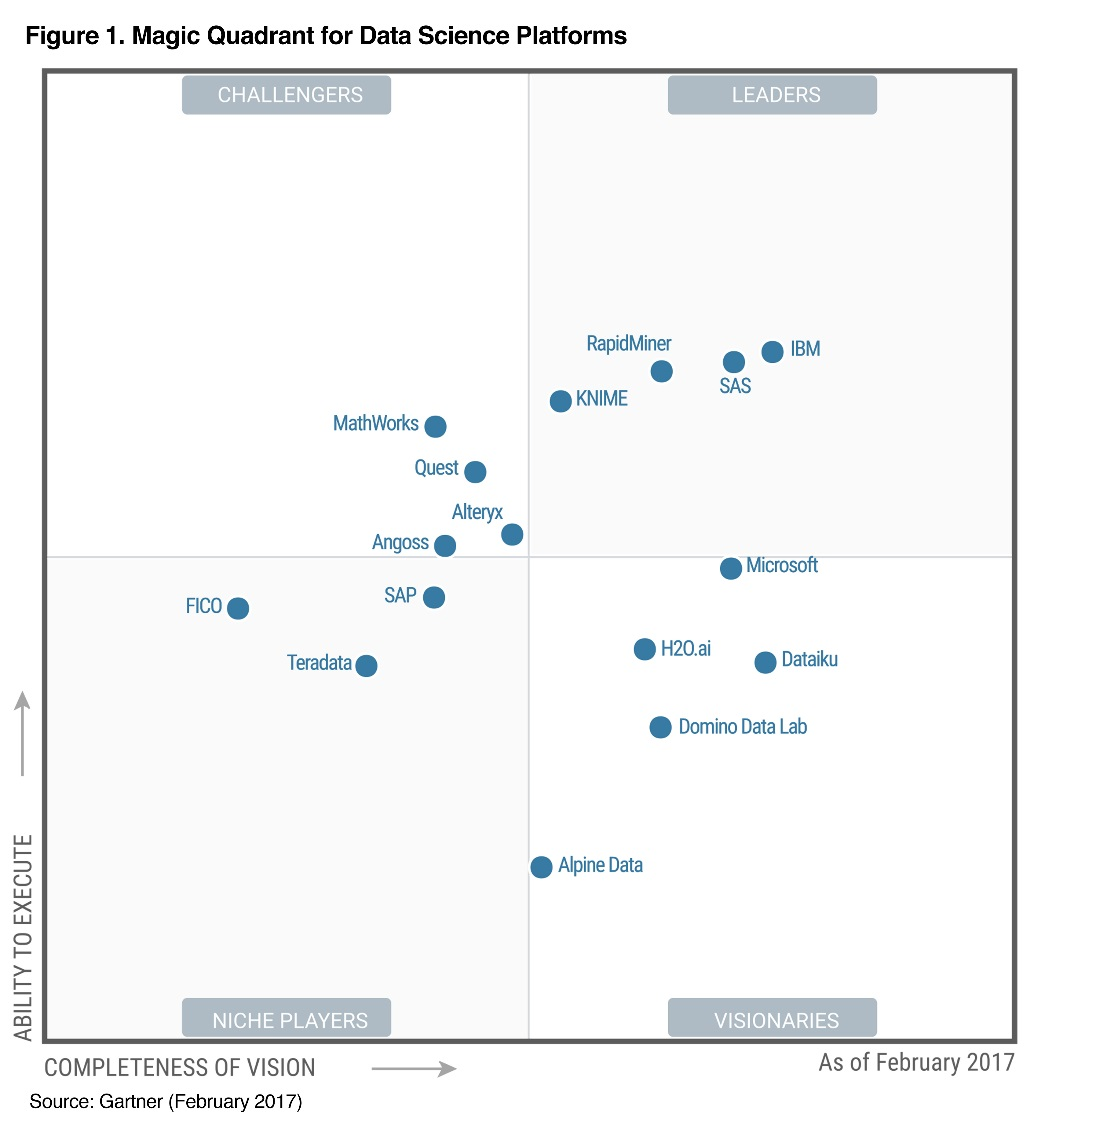 Figure 1. Magic Quadrant for Data Science Platforms
CHALLENGERS
LEADERS
RapidMiner
IBM
SAS
KNIME
MathWorks
Quest
Alteryx
Angoss
Microsoft
SAP
FICO
H2O.ai
Dataiku
Teradata
Domino Data Lab
Alpine Data
ABILITY TO EXECUTE
NICHE PLAYERS
VISIONARIES
COMPLETENESS OF VISION
As of February 2017
Source: Gartner (February 2017)